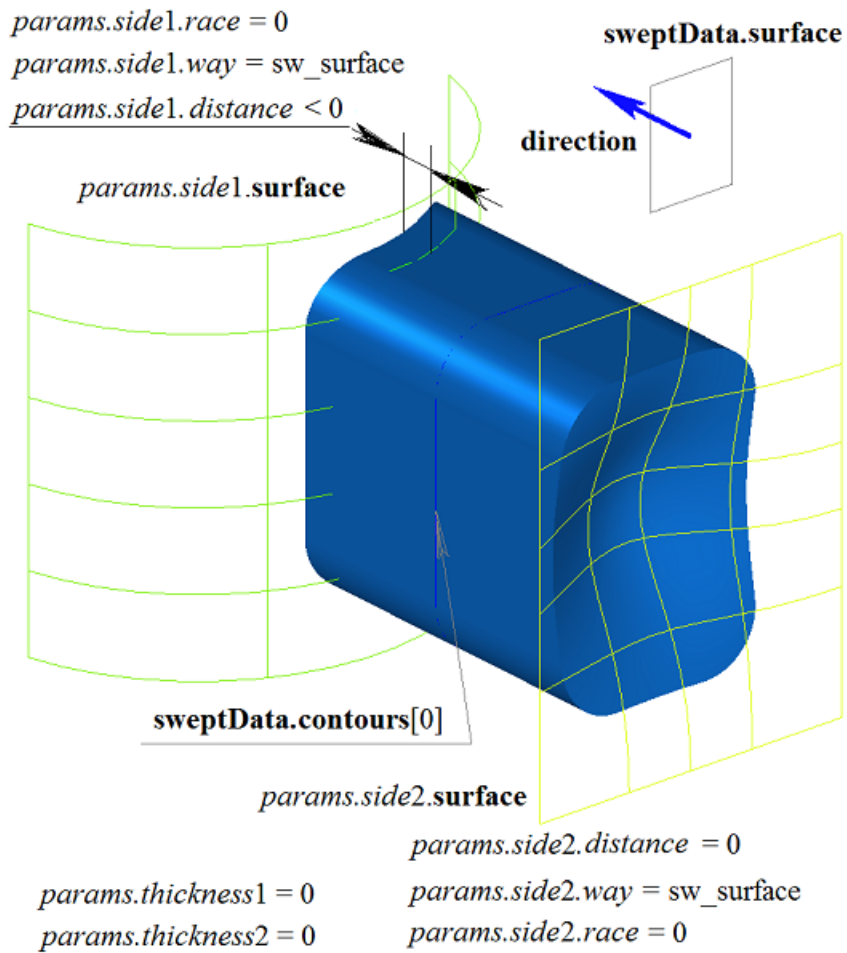 params.side1.race = 0
params.side1.way = sw_surface
params.side1.distance < 0
sweptData.surface
direction
params.side1.surface
sweptData.contours[0]
params.side2.surface
params.side2.distance = 0
params.thickness1 = 0
params.side2.way = sw_surface
params.thickness2 = 0
params.side2.race = 0